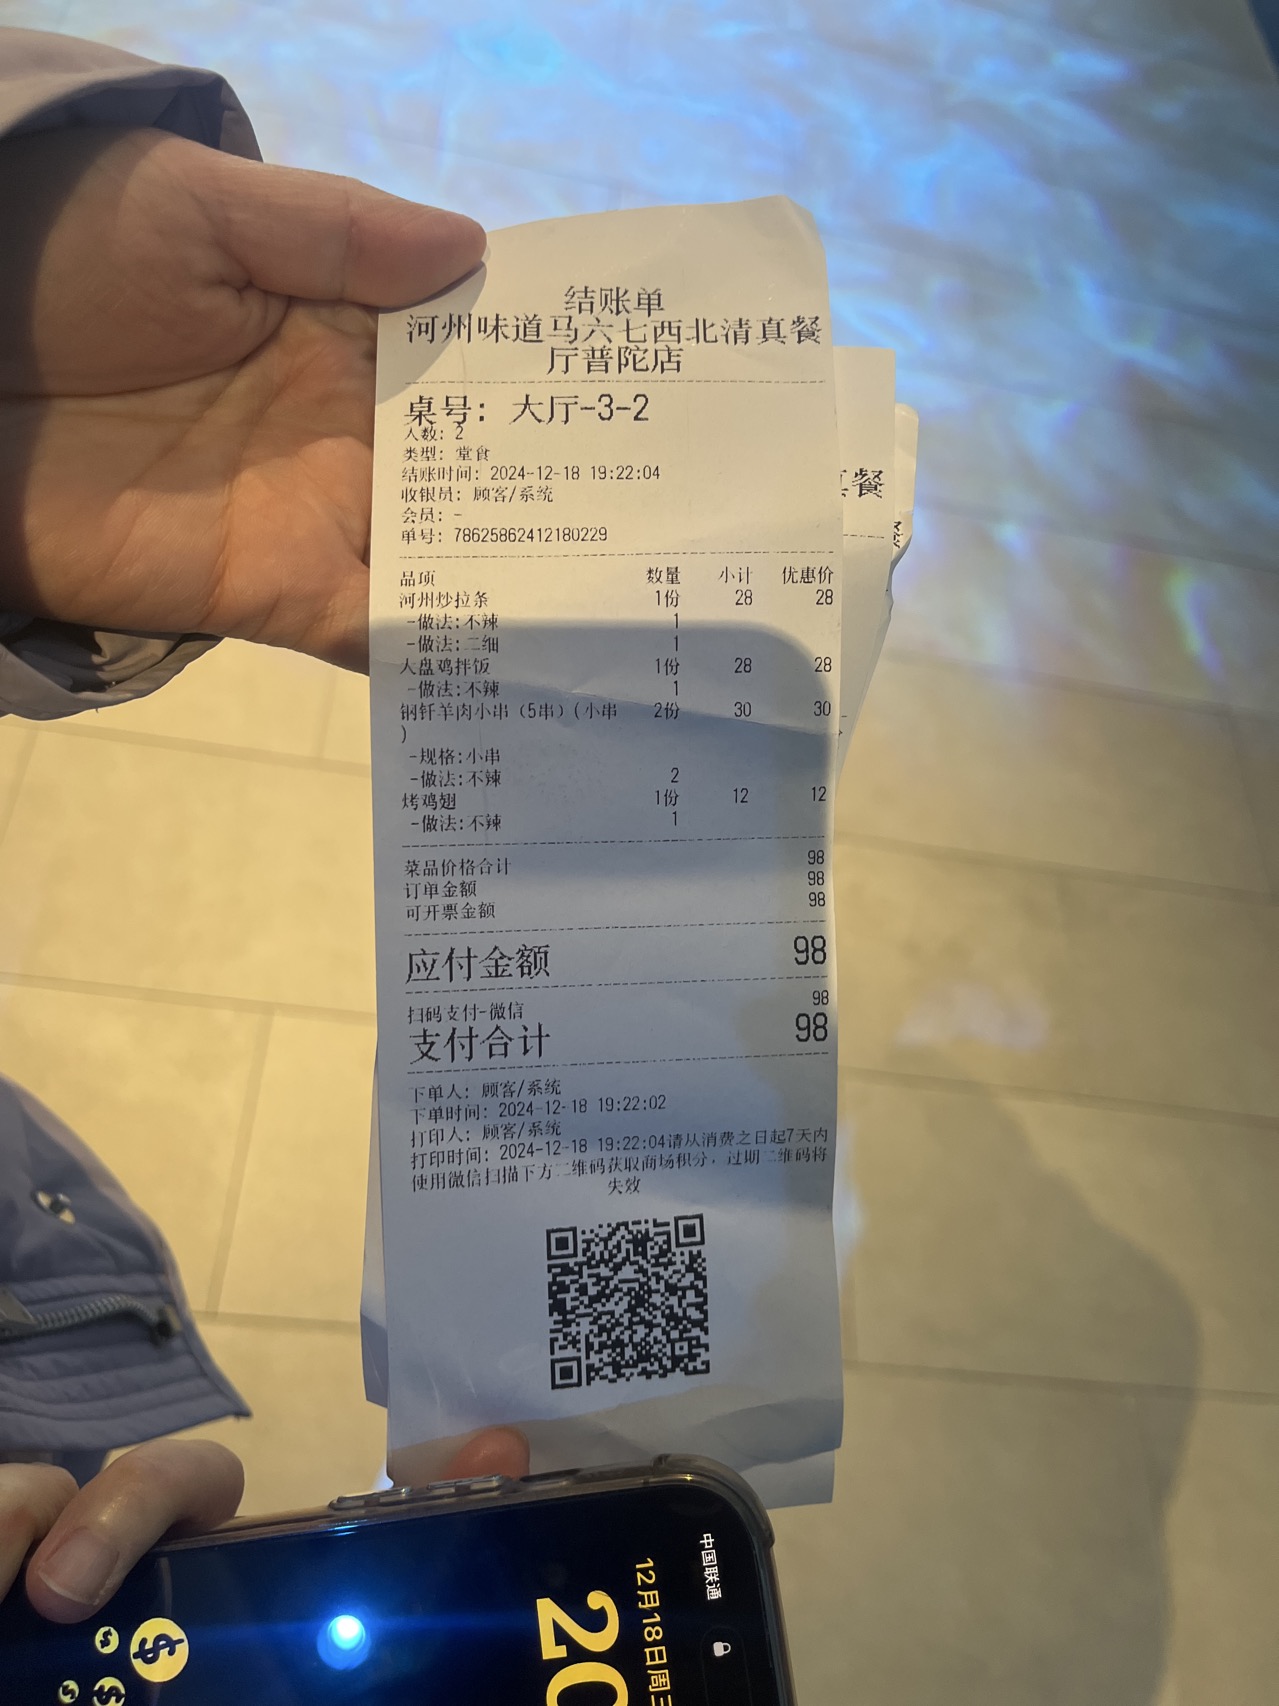 结账单
河州味道马六七西北清真餐
厅普陀店
桌号: 大厅-3-2
人数: 2
类型: 堂食
结账时间: 2024-12-18 19:22:04
收银员: 顾客/系统
会员: -
单号: 78625862412180229
品项 数量 小计 优惠价
河州炒拉条 1份 28 28
-做法:不辣 1
-做法:二细 1
大盘鸡拌饭 1份 28 28
-做法:不辣 1
钢钎羊肉小串（5串）(小串 2份 30 30
)
-规格:小串
-做法:不辣 2
烤鸡翅 1份 12 12
-做法:不辣 1
菜品价格合计 98
订单金额 98
可开票金额 98
应付金额 98
扫码支付-微信 98
支付合计 98
下单人: 顾客/系统
下单时间: 2024-12-18 19:22:02
打印人: 顾客/系统
打印时间: 2024-12-18 19:22:04请从消费之日起7天内
使用微信扫描下方二维码获取商场积分，过期二维码将
失效
真餐
中国联通
12月18日周三
20